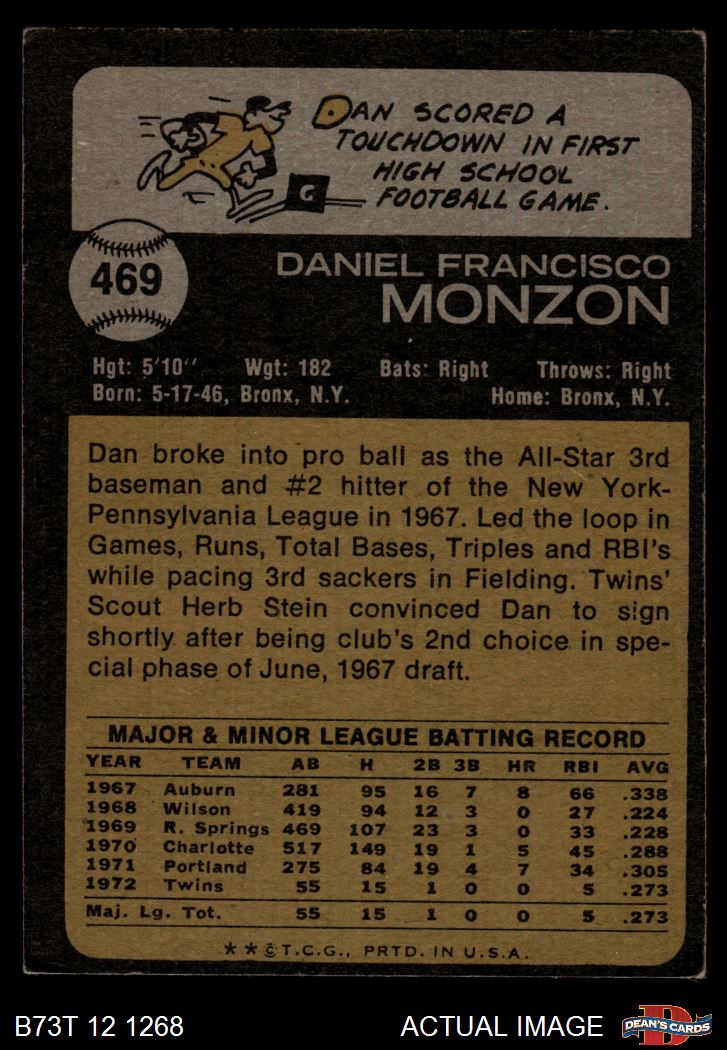 DAN SCORED A
TOUCHDOWN IN FIRST
HIGH SCHOOL
FOOTBALL GAME.
G
469
DANIEL FRANCISCO
MONZON
Hgt: 5'10" Wgt: 182 Bats: Right Throws: Right
Born: 5-17-46, Bronx, N.Y. Home: Bronx, N.Y.
Dan broke into pro ball as the All-Star 3rd
baseman and #2 hitter of the New York-
Pennsylvania League in 1967. Led the loop in
Games, Runs, Total Bases, Triples and RBI's
while pacing 3rd sackers in Fielding. Twins'
Scout Herb Stein convinced Dan to sign
shortly after being club's 2nd choice in spe-
cial phase of June, 1967 draft.
MAJOR & MINOR LEAGUE BATTING RECORD
YEAR TEAM AB H 2B 3B HR RBI AVG
1967 Auburn 281 95 16 7 8 66 .338
1968 Wilson 419 94 12 3 0 27 .224
1969 R. Springs 469 107 23 3 0 33 .228
1970 Charlotte 517 149 19 1 5 45 .288
1971 Portland 275 84 19 4 7 34 .305
1972 Twins 55 15 1 0 0 5 .273
Maj. Lg. Tot. 55 15 1 0 0 5 .273
**© T.C.G., PRTD. IN U.S.A.
B73T 12 1268 ACTUAL IMAGE D DEAN'S CARDS